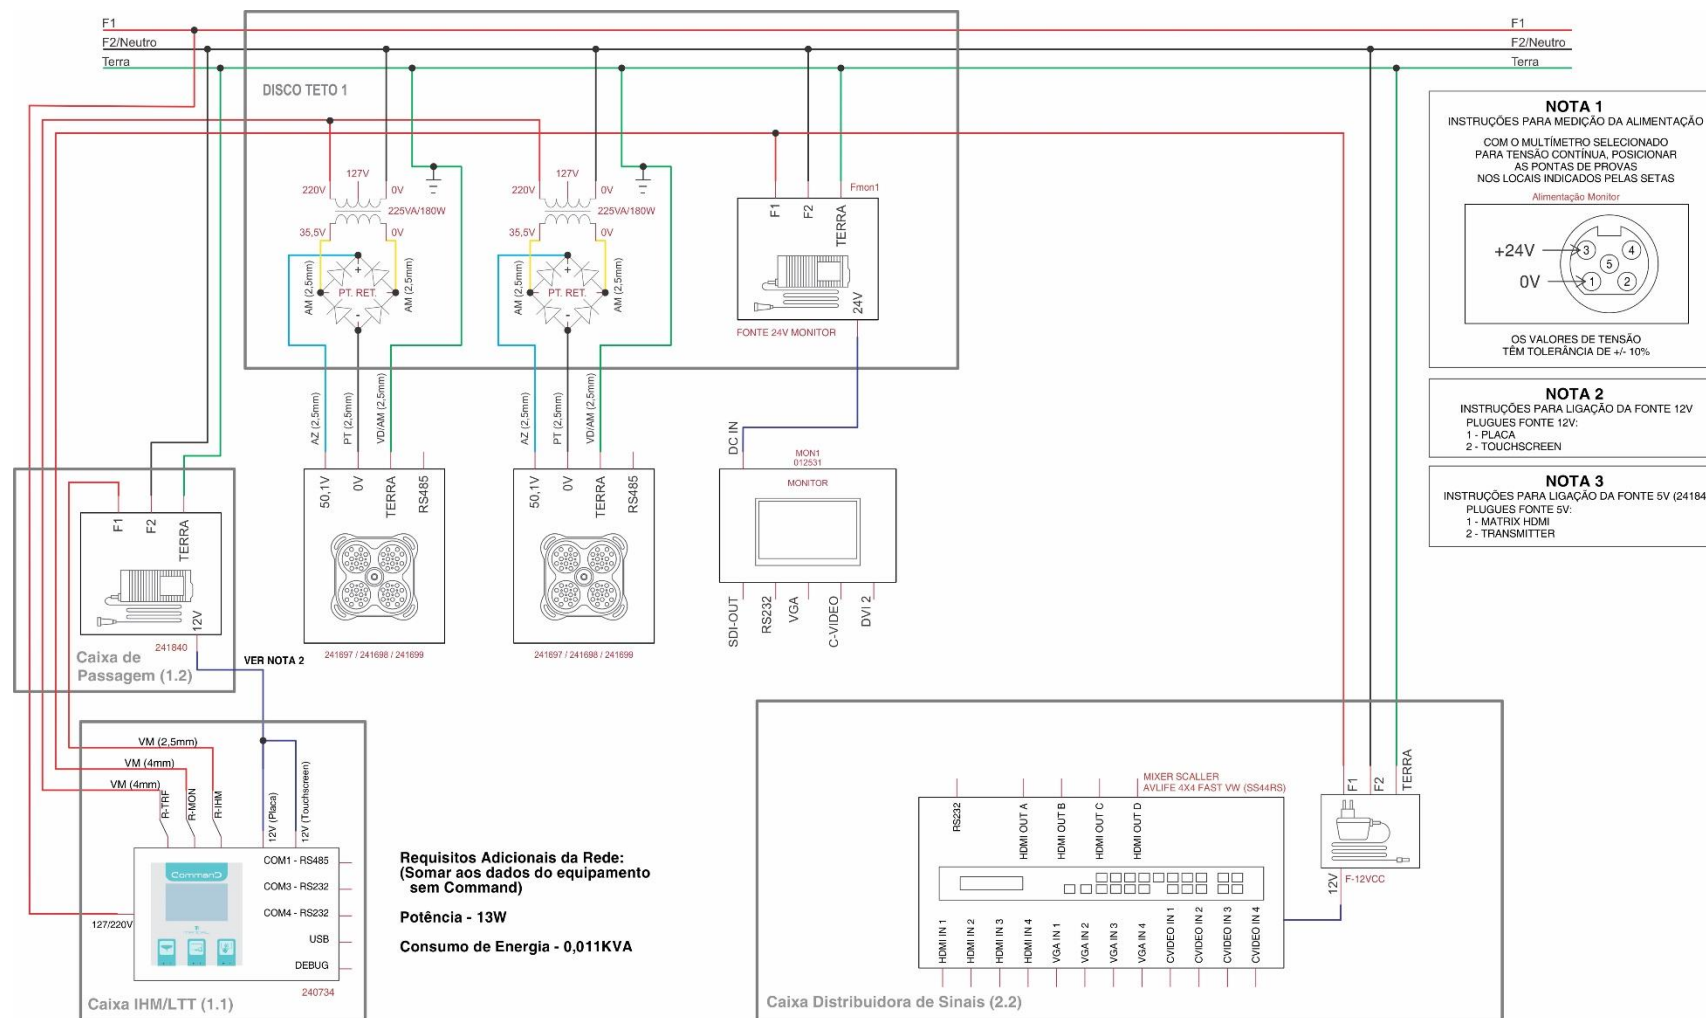 F1
F1
F2/Neutro
F2/Neutro
Terra
Terra
DISCO TETO 1
127V
220V
0V
225VA/180W
35,5V
0V
AM (2,5mm)
PT. RET.
AM (2,5mm)
+
-
127V
220V
0V
225VA/180W
35,5V
0V
AM (2,5mm)
PT. RET.
AM (2,5mm)
+
-
Fmon1
F1
F2
TERRA
24V
FONTE 24V MONITOR
AZ (2,5mm)
PT (2,5mm)
VD/AM (2,5mm)
AZ (2,5mm)
PT (2,5mm)
VD/AM (2,5mm)
50,1V
0V
TERRA
RS485
241697 / 241698 / 241699
50,1V
0V
TERRA
RS485
241697 / 241698 / 241699
DC IN
MON1
012531
MONITOR
SDI-OUT
RS232
VGA
C-VIDEO
DVI 2
NOTA 1
INSTRUÇÕES PARA MEDIÇÃO DA ALIMENTAÇÃO
COM O MULTÍMETRO SELECIONADO
PARA TENSÃO CONTÍNUA, POSICIONAR
AS PONTAS DE PROVAS
NOS LOCAIS INDICADOS PELAS SETAS
Alimentação Monitor
+24V
0V
3
4
5
1
2
OS VALORES DE TENSÃO
TÊM TOLERÂNCIA DE +/- 10%
NOTA 2
INSTRUÇÕES PARA LIGAÇÃO DA FONTE 12V
PLUGUES FONTE 12V:
1 - PLACA
2 - TOUCHSCREEN
NOTA 3
INSTRUÇÕES PARA LIGAÇÃO DA FONTE 5V (24184
PLUGUES FONTE 5V:
1 - MATRIX HDMI
2 - TRANSMITTER
F1
F2
TERRA
12V
241840
Caixa de
Passagem (1.2)
VER NOTA 2
VM (2,5mm)
VM (4mm)
VM (4mm)
R-TRF
R-MON
R-IHM
12V (Placa)
12V (Touchscreen)
CommanD
COM1 - RS485
COM3 - RS232
COM4 - RS232
USB
DEBUG
127/220V
240734
Caixa IHM/LTT (1.1)
Requisitos Adicionais da Rede:
(Somar aos dados do equipamento
sem Command)
Potência - 13W
Consumo de Energia - 0,011KVA
MIXER SCALLER
AVLIFE 4X4 FAST VW (SS44RS)
RS232
HDMI OUT A
HDMI OUT B
HDMI OUT C
HDMI OUT D
HDMI IN 1
HDMI IN 2
HDMI IN 3
HDMI IN 4
VGA IN 1
VGA IN 2
VGA IN 3
VGA IN 4
CVIDEO IN 1
CVIDEO IN 2
CVIDEO IN 3
CVIDEO IN 4
F1
F2
TERRA
12V
F-12VCC
Caixa Distribuidora de Sinais (2.2)